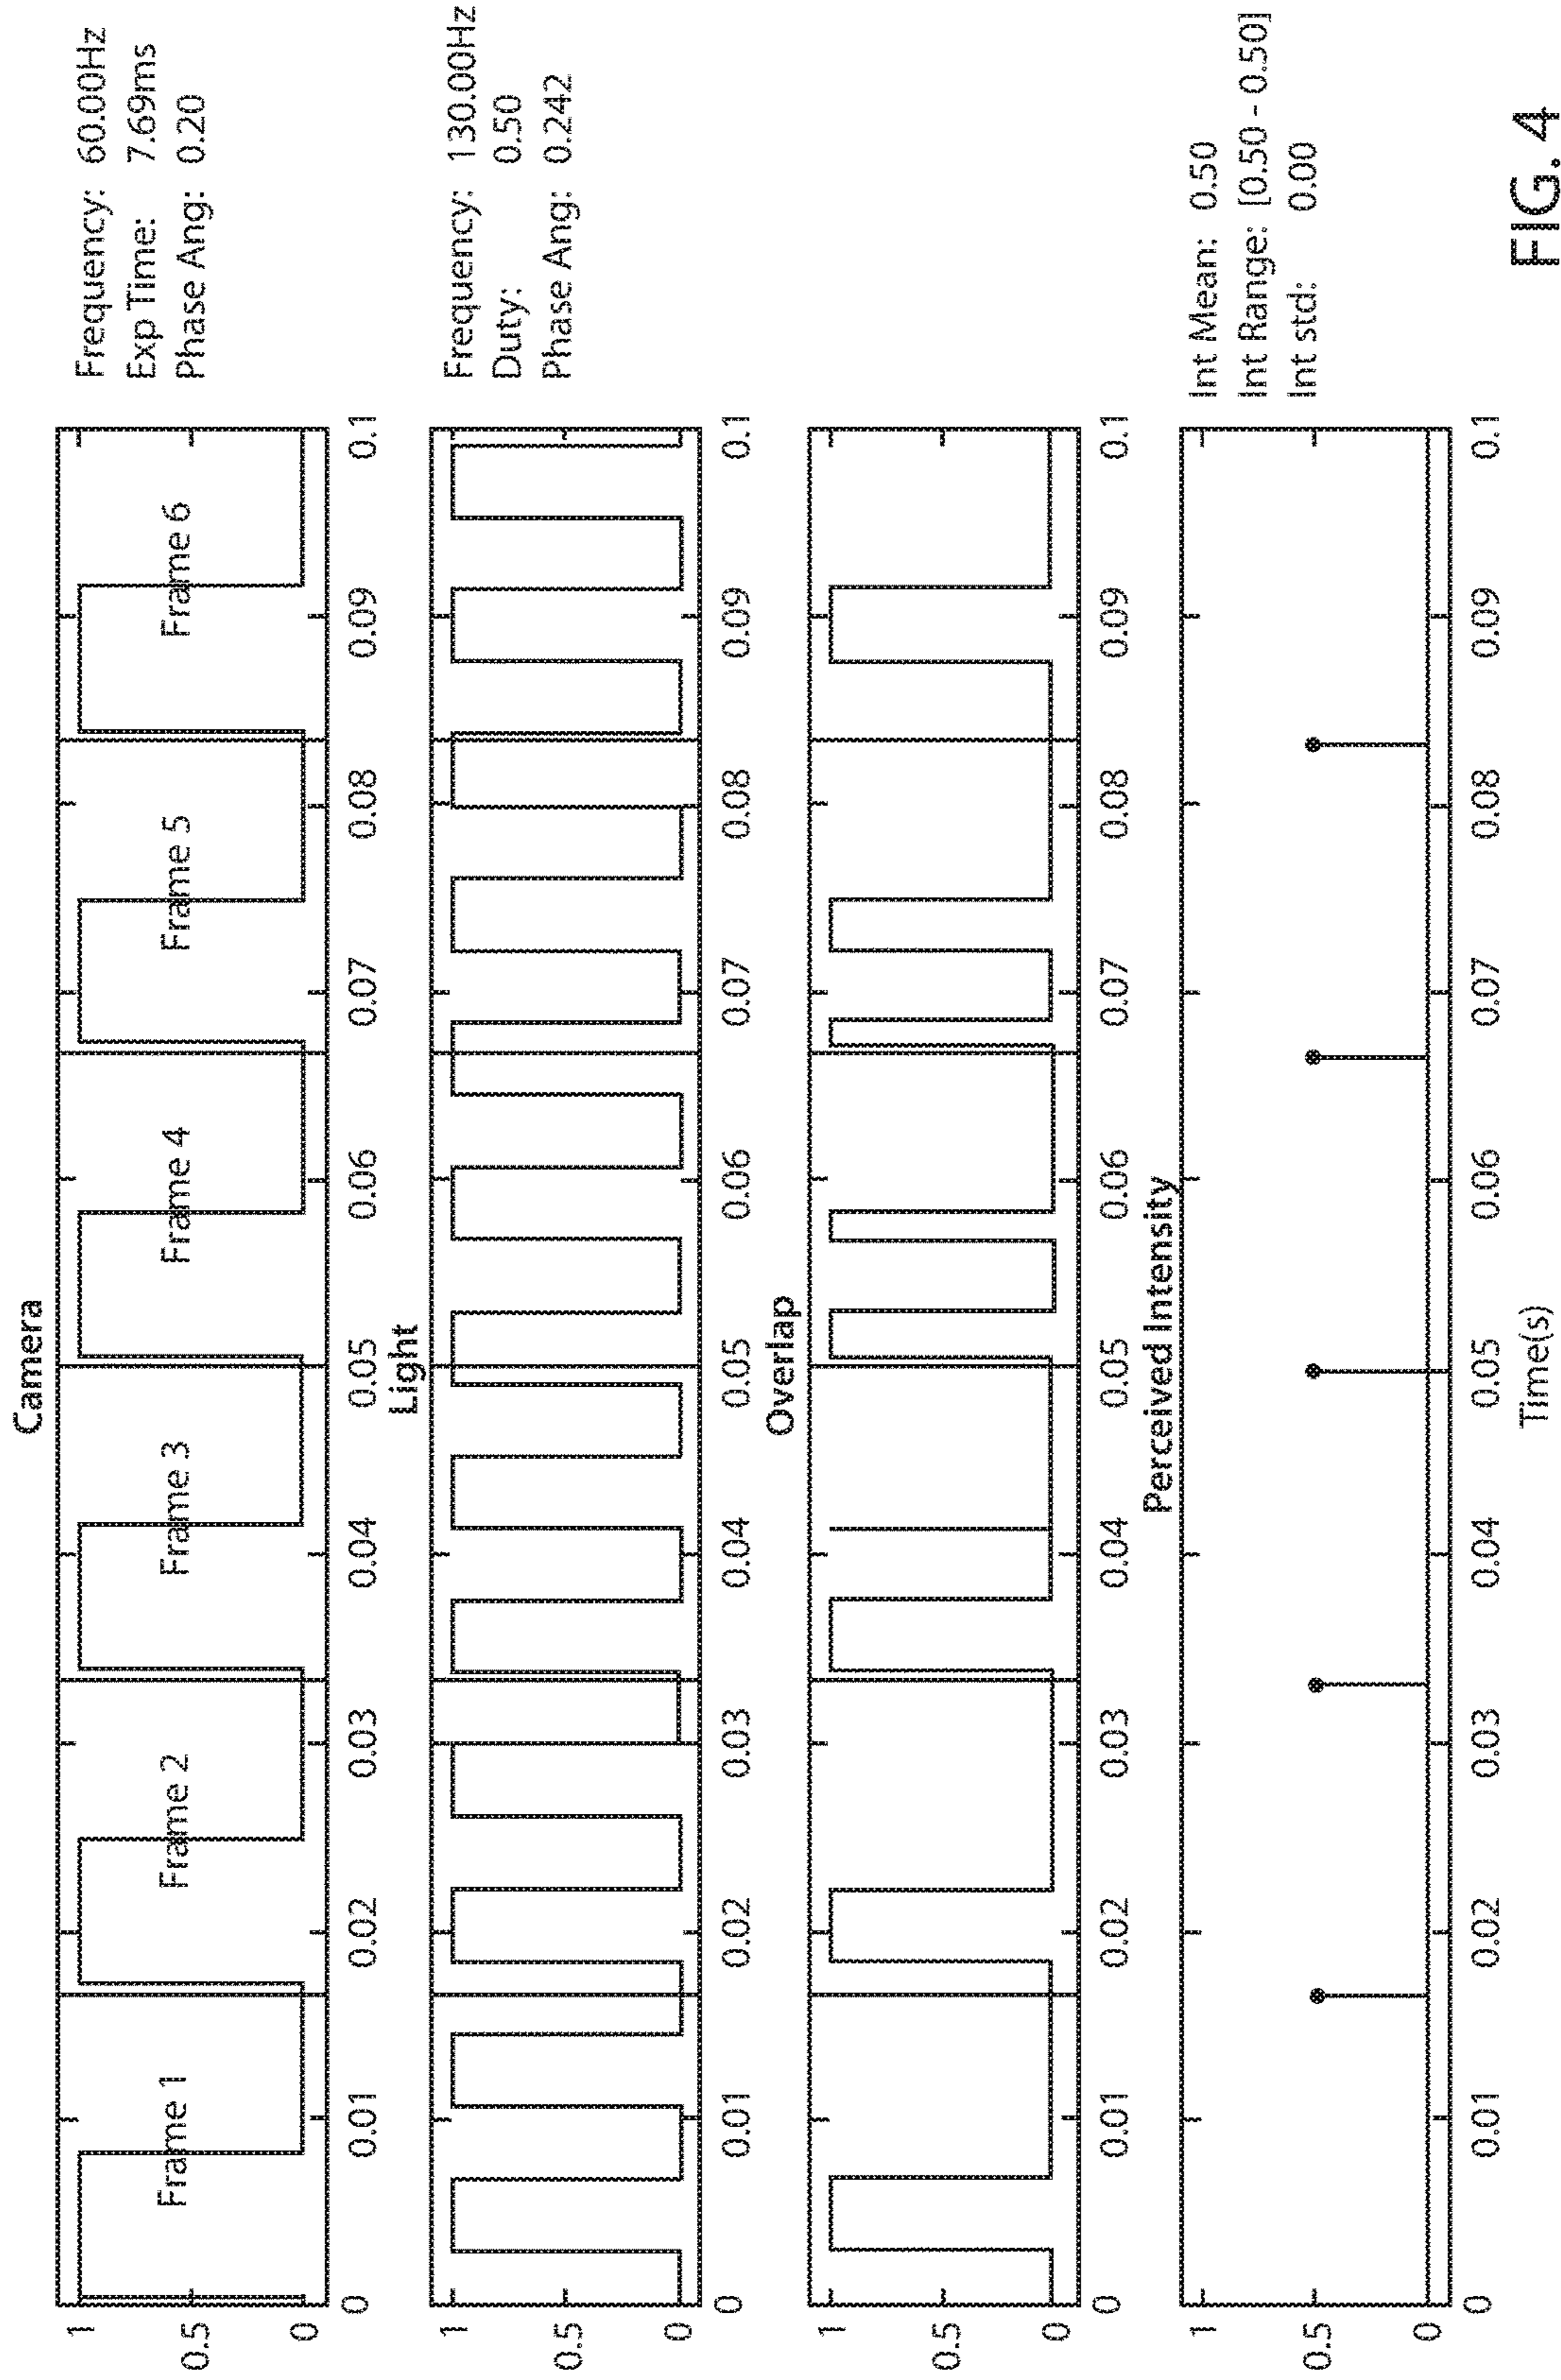 Camera
1
0.5
0
Frame 1
Frame 2
Frame 3
Frame 4
Frame 5
Frame 6
0
0.01
0.02
0.03
0.04
0.05
0.06
0.07
0.08
0.09
0.1
Frequency: 60.00Hz
Exp Time: 7.69ms
Phase Ang: 0.20
Light
1
0.5
0
0
0.01
0.02
0.03
0.04
0.05
0.06
0.07
0.08
0.09
0.1
Frequency: 130.00Hz
Duty: 0.50
Phase Ang: 0.242
Overlap
1
0.5
0
0
0.01
0.02
0.03
0.04
0.05
0.06
0.07
0.08
0.09
0.1
Perceived Intensity
1
0.5
0
0
0.01
0.02
0.03
0.04
0.05
0.06
0.07
0.08
0.09
0.1
Int Mean: 0.50
Int Range: [0.50 - 0.50]
Int std: 0.00
Time(s)
FIG. 4